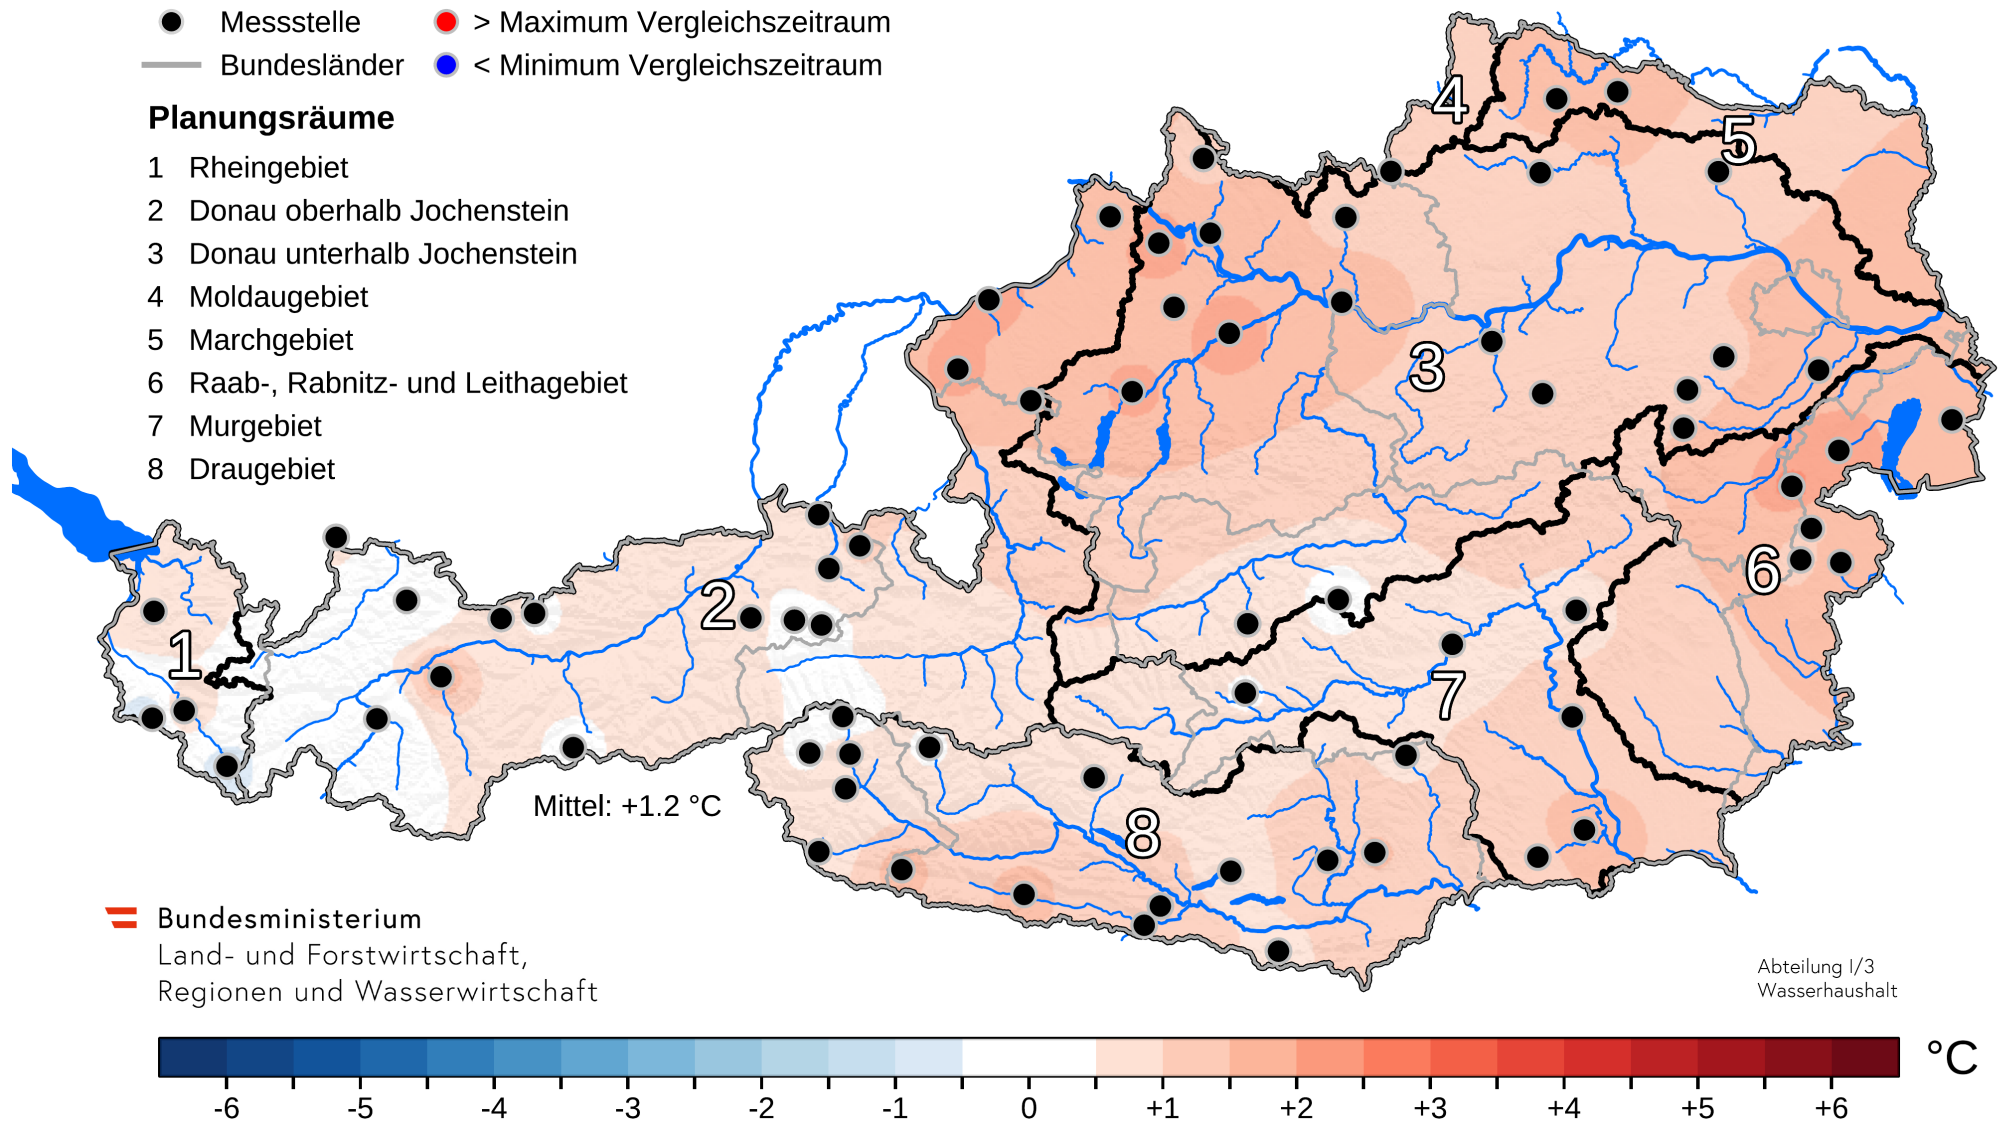 Messstelle
> Maximum Vergleichszeitraum
Bundesländer
< Minimum Vergleichszeitraum
Planungsräume
1 Rheingebiet
2 Donau oberhalb Jochenstein
3 Donau unterhalb Jochenstein
4 Moldaugebiet
5 Marchgebiet
6 Raab-, Rabnitz- und Leithagebiet
7 Murgebiet
8 Draugebiet
4
5
3
6
2
1
7
8
Mittel: +1.2 °C
Bundesministerium
Land- und Forstwirtschaft,
Regionen und Wasserwirtschaft
Abteilung I/3
Wasserhaushalt
°C
-6 -5 -4 -3 -2 -1 0 +1 +2 +3 +4 +5 +6